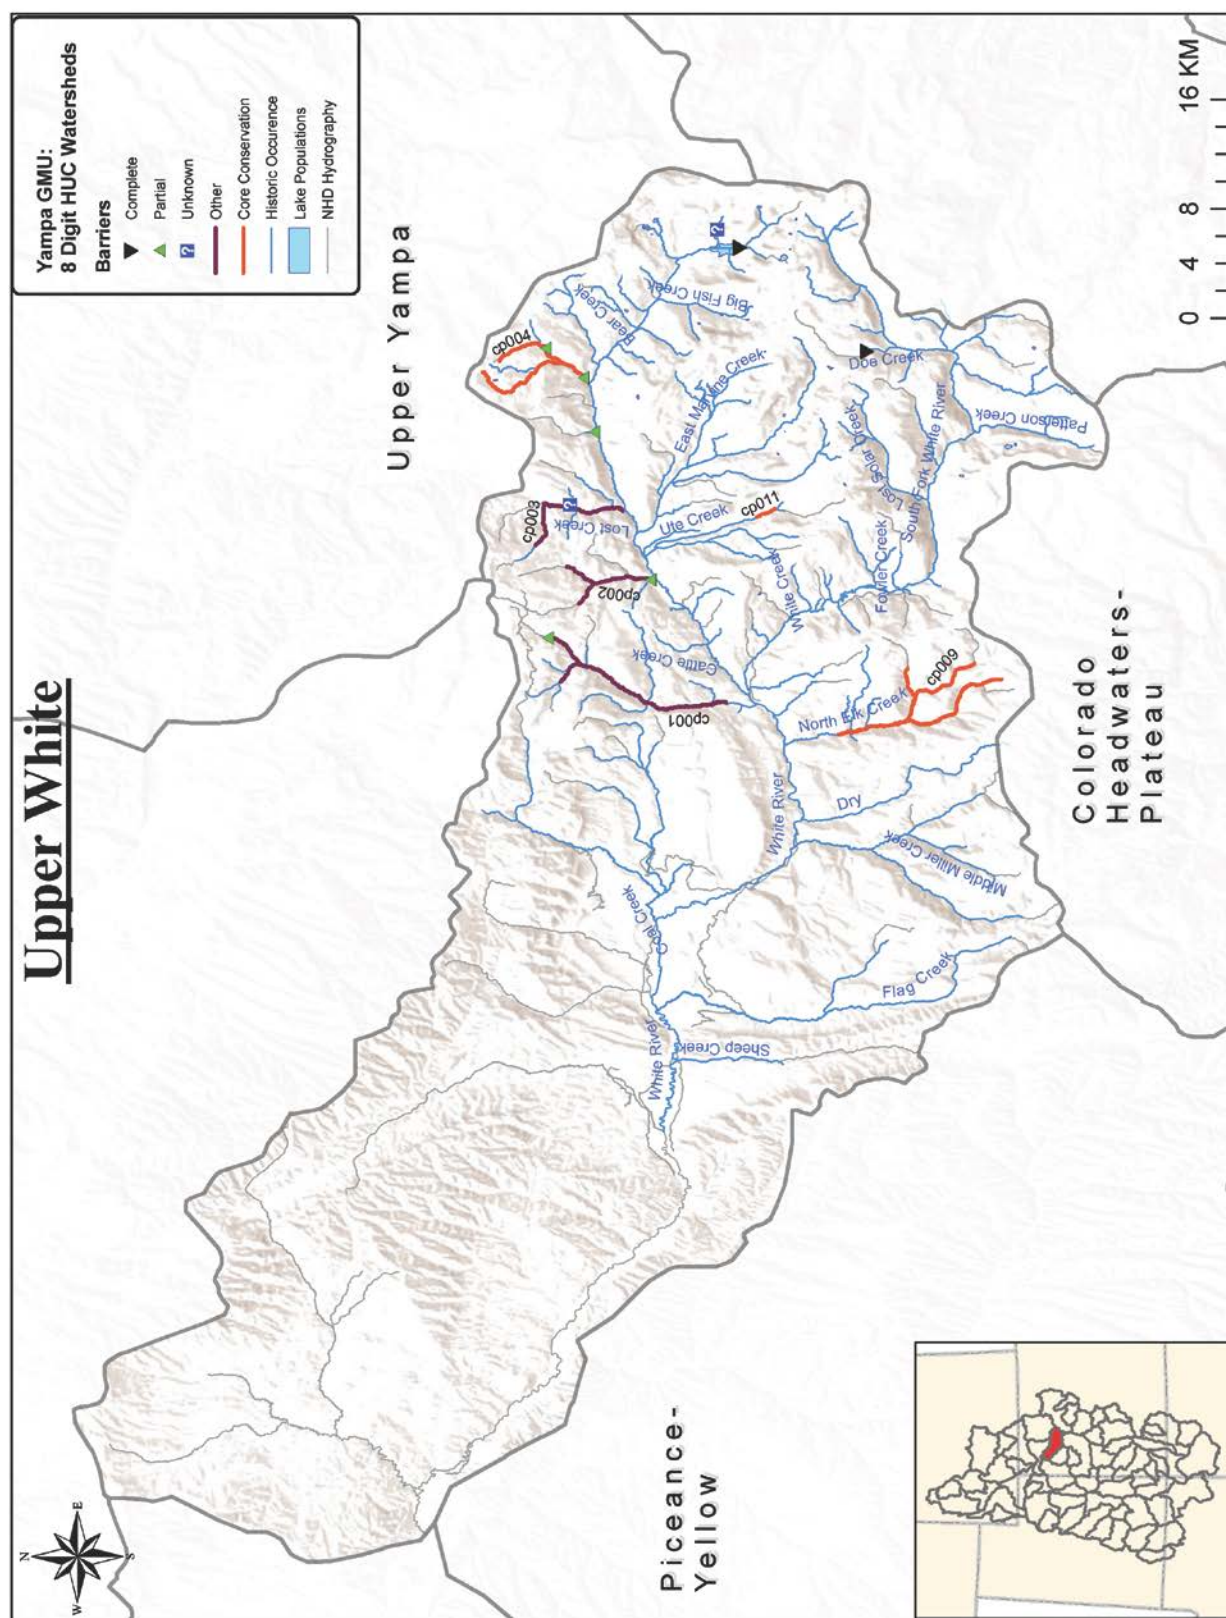 Upper White
Yampa GMU:
8 Digit HUC Watersheds
Barriers
Complete
Partial
? Unknown
Other
Core Conservation
Historic Occurence
Lake Populations
NHD Hydrography
N
W
E
S
Upper Yampa
cp004
Bear Creek
?
Big Fish Creek
cp003
?
Lost Creek
cp002
East Marvine Creek
Ute Creek
cp011
Doe Creek
Lost Solar Creek
South Fork White River
Patterson Creek
Cattle Creek
White Creek
Fowler Creek
cp001
North Elk Creek
cp009
White River
Dry
Middle Miller Creek
Coal Creek
Flag Creek
White River
Sheep Creek
Piceance-
Yellow
Colorado
Headwaters-
Plateau
0 4 8 16 KM